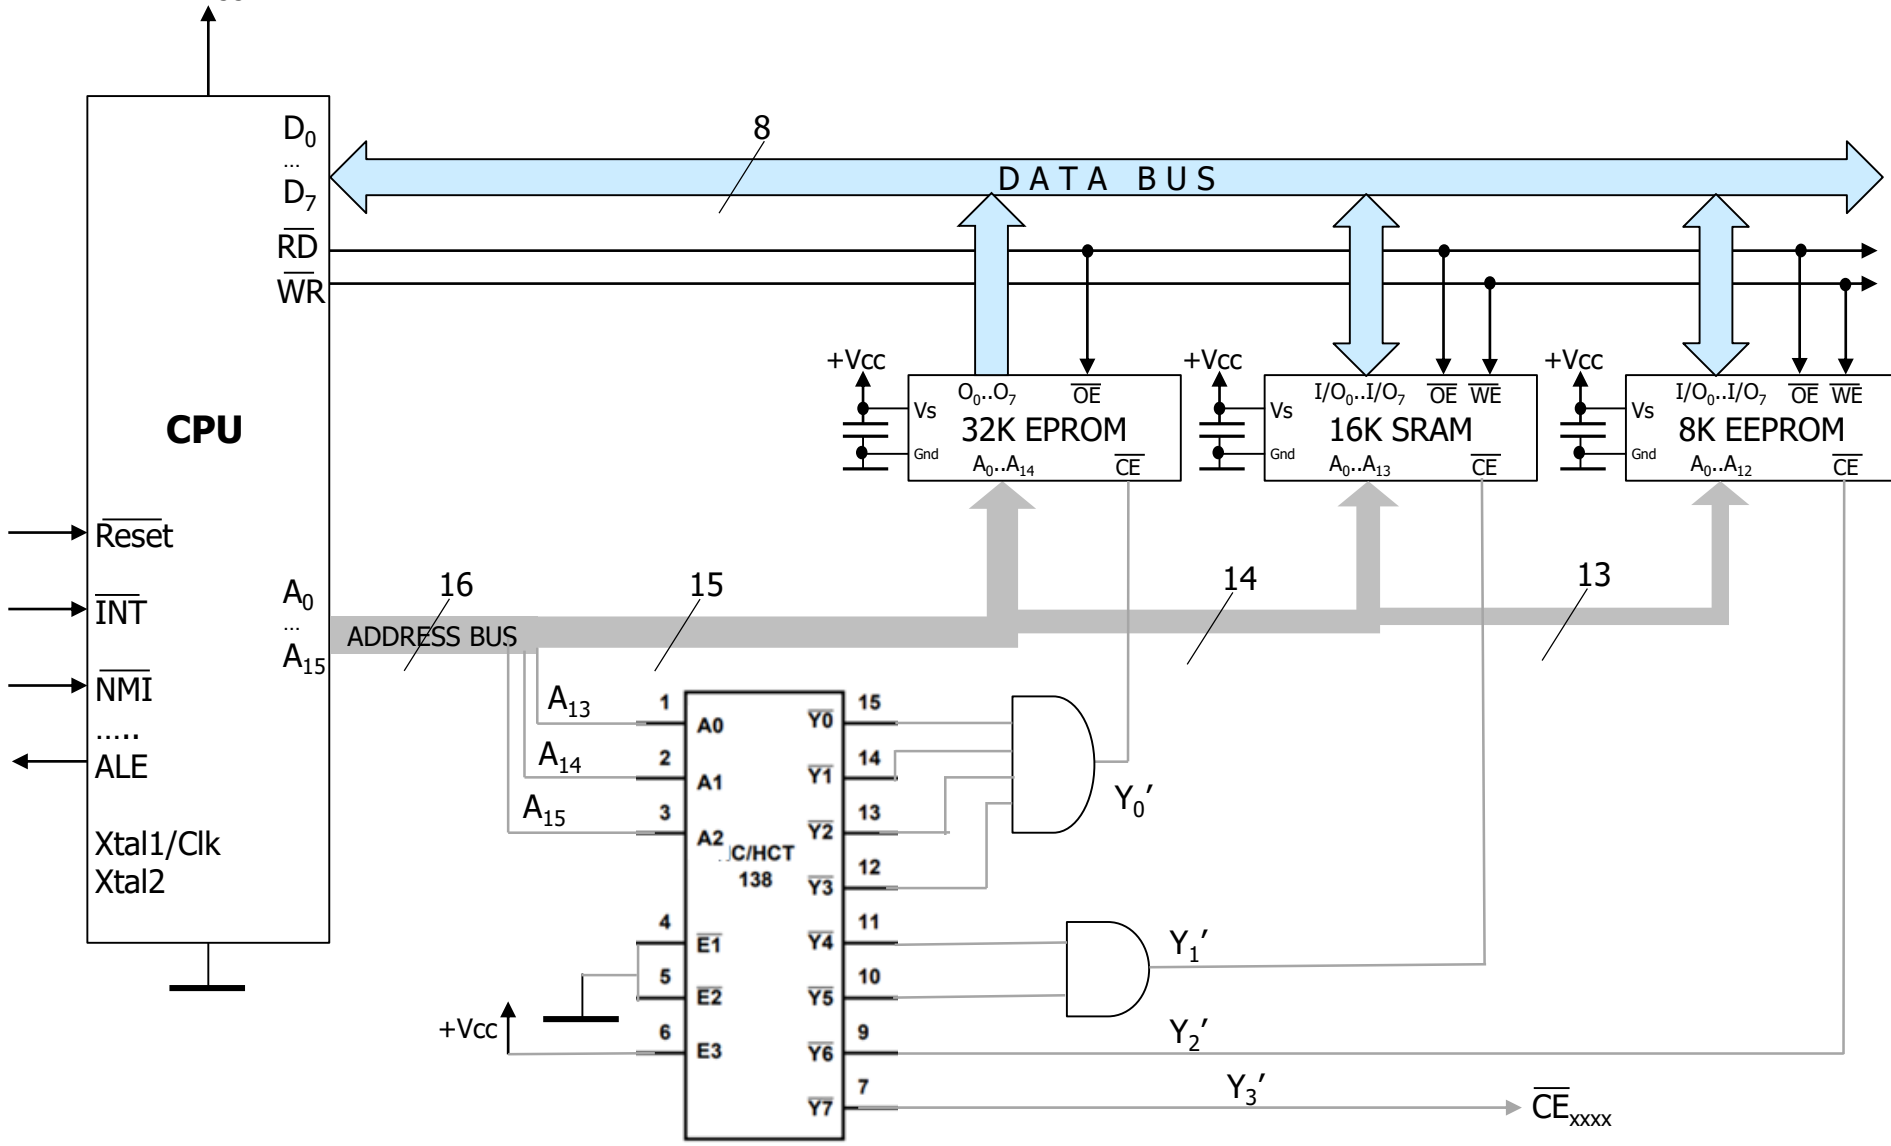 D0
...
D7
RD
WR
CPU
Reset
INT
NMI
.....
ALE
Xtal1/Clk
Xtal2
A0
...
A15
8
DATA BUS
+Vcc
Vs
Gnd
O0..O7
OE
32K EPROM
A0..A14
CE
+Vcc
Vs
Gnd
I/O0..I/O7
OE
WE
16K SRAM
A0..A13
CE
+Vcc
Vs
Gnd
I/O0..I/O7
OE
WE
8K EEPROM
A0..A12
CE
16
15
14
13
ADDRESS BUS
A13
A14
A15
+Vcc
1
2
3
4
5
6
A0
A1
A2
E1
E2
E3
C/HCT
138
Y0
Y1
Y2
Y3
Y4
Y5
Y6
Y7
15
14
13
12
11
10
9
7
Y0'
Y1'
Y2'
Y3'
CExxxx